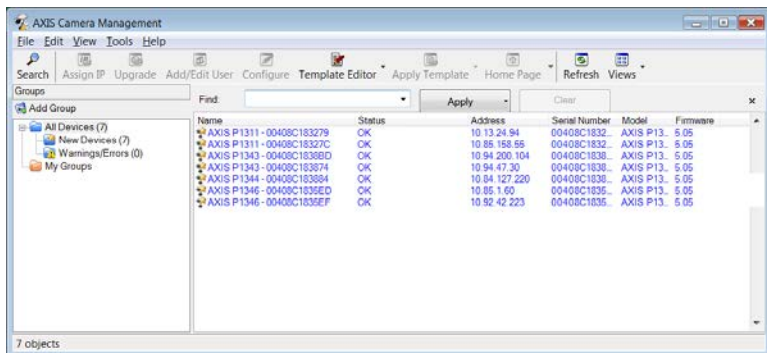 AXIS Camera Management
File Edit View Tools Help
Search Assign IP Upgrade Add/Edit User Configure Template Editor Apply Template Home Page Refresh Views
Groups
Find: Apply Clear x
Add Group
Name Status Address Serial Number Model Firmware
All Devices (7)
New Devices (7)
Warnings/Errors (0)
My Groups
AXIS P1311 - 00408C183279 OK 10.13.24.94 00408C1832... AXIS P13... 5.05
AXIS P1311 - 00408C18327C OK 10.85.158.55 00408C1832... AXIS P13... 5.05
AXIS P1343 - 00408C1838BD OK 10.94.200.104 00408C1838... AXIS P13... 5.05
AXIS P1343 - 00408C183874 OK 10.94.47.30 00408C1838... AXIS P13... 5.05
AXIS P1344 - 00408C183884 OK 10.84.127.220 00408C1838... AXIS P13... 5.05
AXIS P1346 - 00408C1835ED OK 10.85.1.60 00408C1835... AXIS P13... 5.05
AXIS P1346 - 00408C1835EF OK 10.92.42.223 00408C1835... AXIS P13... 5.05
7 objects